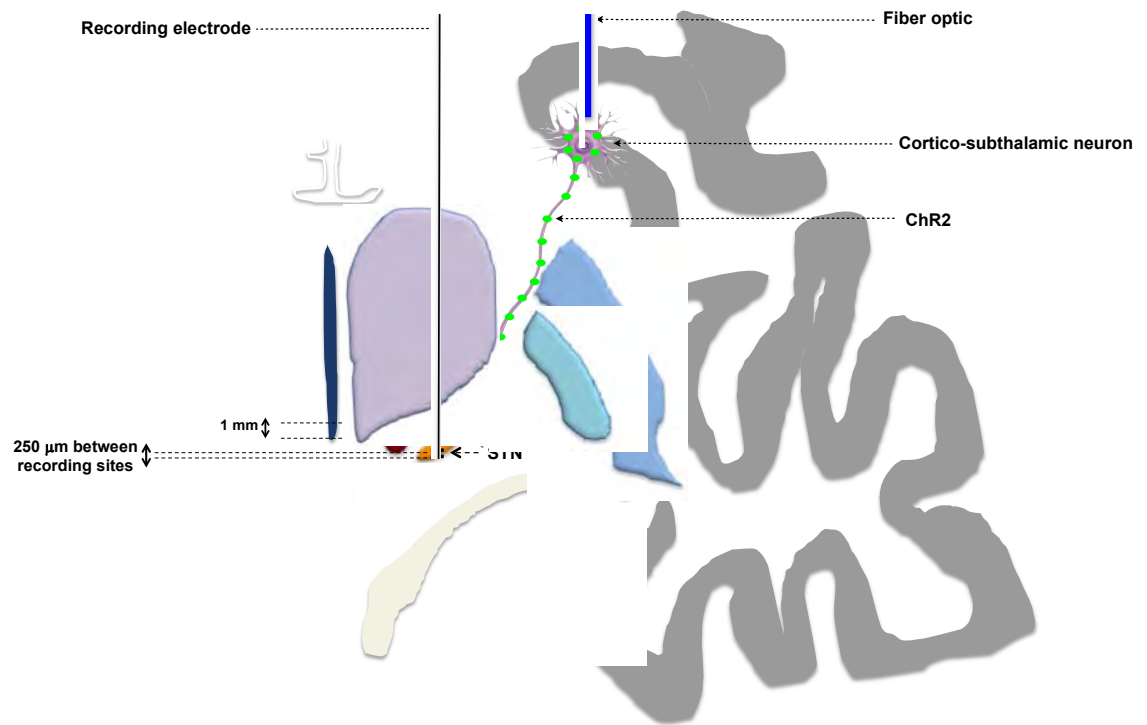 Fiber optic
Recording electrode
Cortico-subthalamic neuron
ChR2
1 mm
250 μm between
recording sites
STN